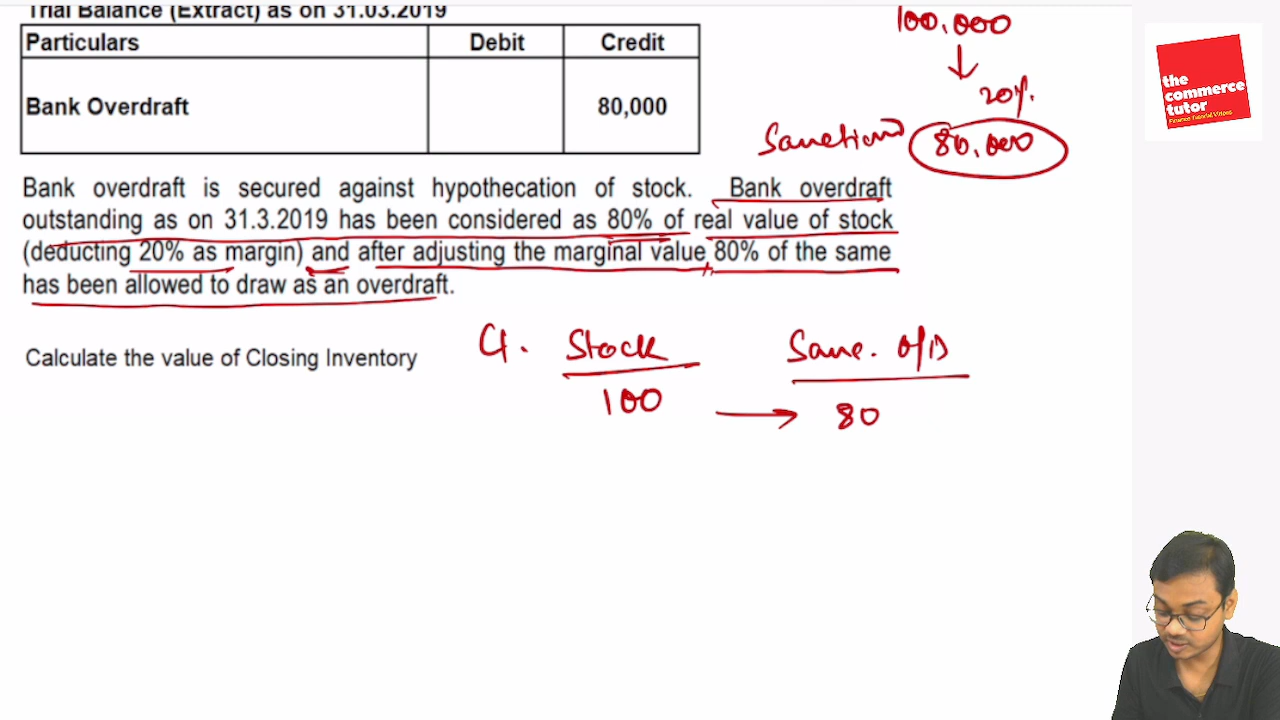 Trial Balance (Extract) as on 31.03.2019
Particulars Debit Credit
Bank Overdraft 80,000
100,000
20%.
Sanctioned 80,000
the
commerce
tutor
Bank overdraft is secured against hypothecation of stock. Bank overdraft
outstanding as on 31.3.2019 has been considered as 80% of real value of stock
(deducting 20% as margin) and after adjusting the marginal value 80% of the same
has been allowed to draw as an overdraft.
Calculate the value of Closing Inventory
Cl. Stock Sanc. O/D
100 → 80